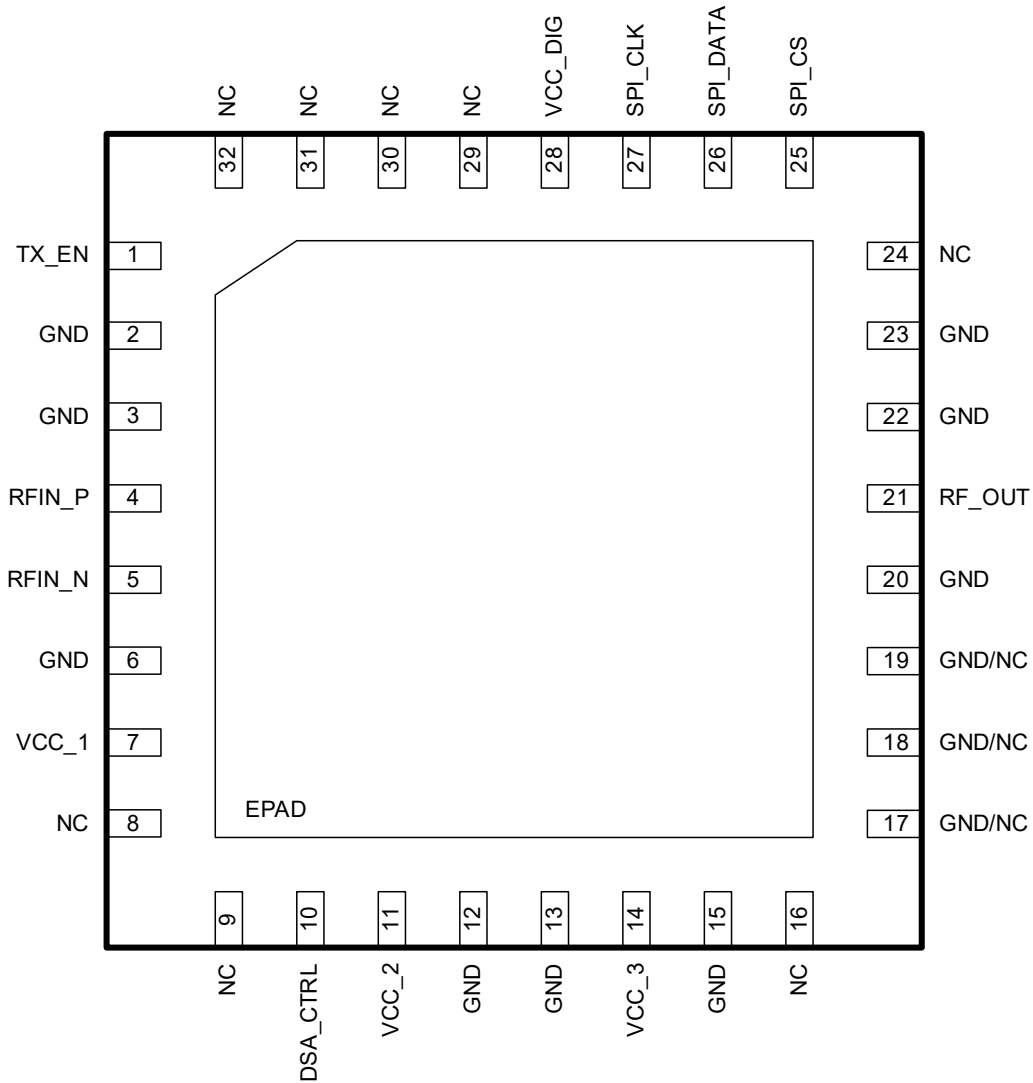 NC
NC
NC
NC
VCC_DIG
SPI_CLK
SPI_DATA
SPI_CS
32
31
30
29
28
27
26
25
TX_EN 1
24 NC
GND 2
23 GND
GND 3
22 GND
RFIN_P 4
21 RF_OUT
RFIN_N 5
20 GND
GND 6
19 GND/NC
VCC_1 7
18 GND/NC
NC 8
17 GND/NC
EPAD
9
10
11
12
13
14
15
16
NC
DSA_CTRL
VCC_2
GND
GND
VCC_3
GND
NC